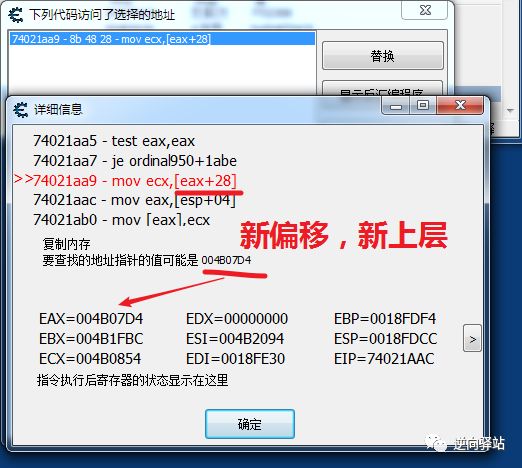 下列代码访问了选择的地址
74021aa9 - 8b 48 28 - mov ecx,[eax+28]
替换
显示反汇编程序
详细信息
74021aa5 - test eax,eax
74021aa7 - je ordinal950+1abe
>>74021aa9 - mov ecx,[eax+28]
74021aac - mov eax,[esp+04]
74021ab0 - mov [eax],ecx
新偏移，新上层
复制内存
要查找的地址指针的值可能是 004B07D4
EAX=004B07D4 EDX=00000000 EBP=0018FDF4
EBX=004B1FBC ESI=004B2094 ESP=0018FDCC
ECX=004B0854 EDI=0018FE30 EIP=74021AAC
>
指令执行后寄存器的状态显示在这里
确定
逆向驿站